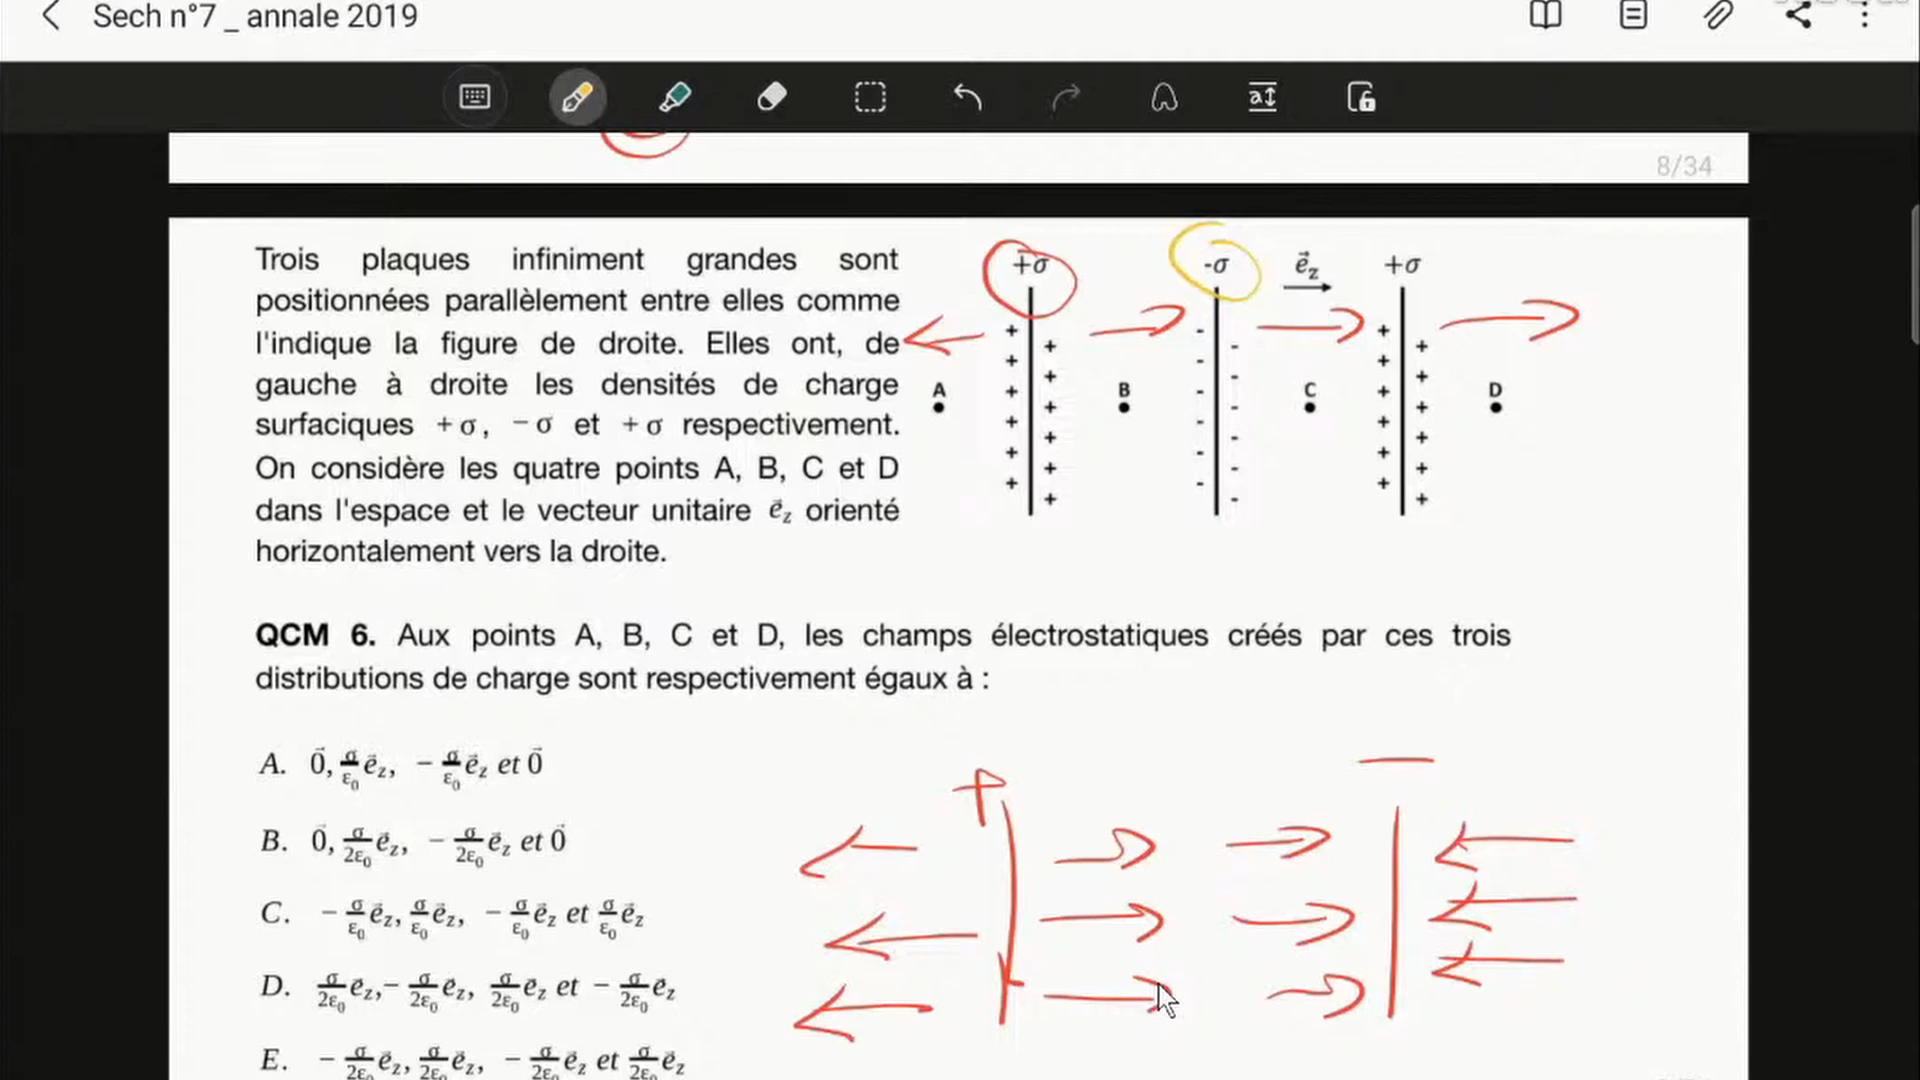 Sech n°7 _ annale 2019
8/34
Trois plaques infiniment grandes sont
positionnées parallèlement entre elles comme
l'indique la figure de droite. Elles ont, de
gauche à droite les densités de charge
surfaciques +σ, −σ et +σ respectivement.
On considère les quatre points A, B, C et D
dans l'espace et le vecteur unitaire e⃗z orienté
horizontalement vers la droite.
+σ -σ e⃗z +σ
A B C D
QCM 6. Aux points A, B, C et D, les champs électrostatiques créés par ces trois
distributions de charge sont respectivement égaux à :
A. 0⃗, σ/ε₀ e⃗z, − σ/ε₀ e⃗z et 0⃗
B. 0⃗, σ/2ε₀ e⃗z, − σ/2ε₀ e⃗z et 0⃗
C. − σ/ε₀ e⃗z, σ/ε₀ e⃗z, − σ/ε₀ e⃗z et σ/ε₀ e⃗z
D. σ/2ε₀ e⃗z,− σ/2ε₀ e⃗z, σ/2ε₀ e⃗z et − σ/2ε₀ e⃗z
E. − σ/2ε₀ e⃗z, σ/2ε₀ e⃗z, − σ/2ε₀ e⃗z et σ/2ε₀ e⃗z